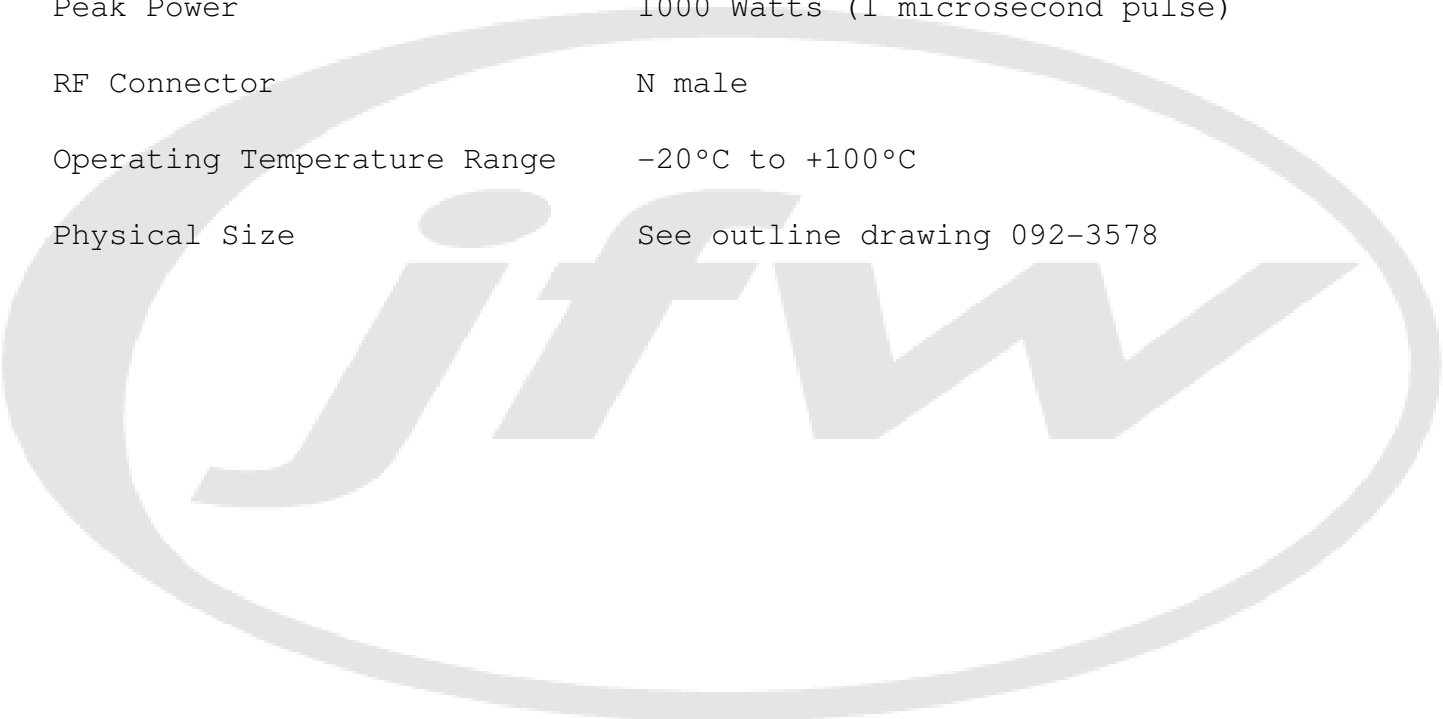 Peak Power 1000 Watts (1 microsecond pulse)
RF Connector N male
Operating Temperature Range -20°C to +100°C
Physical Size See outline drawing 092-3578
jfw